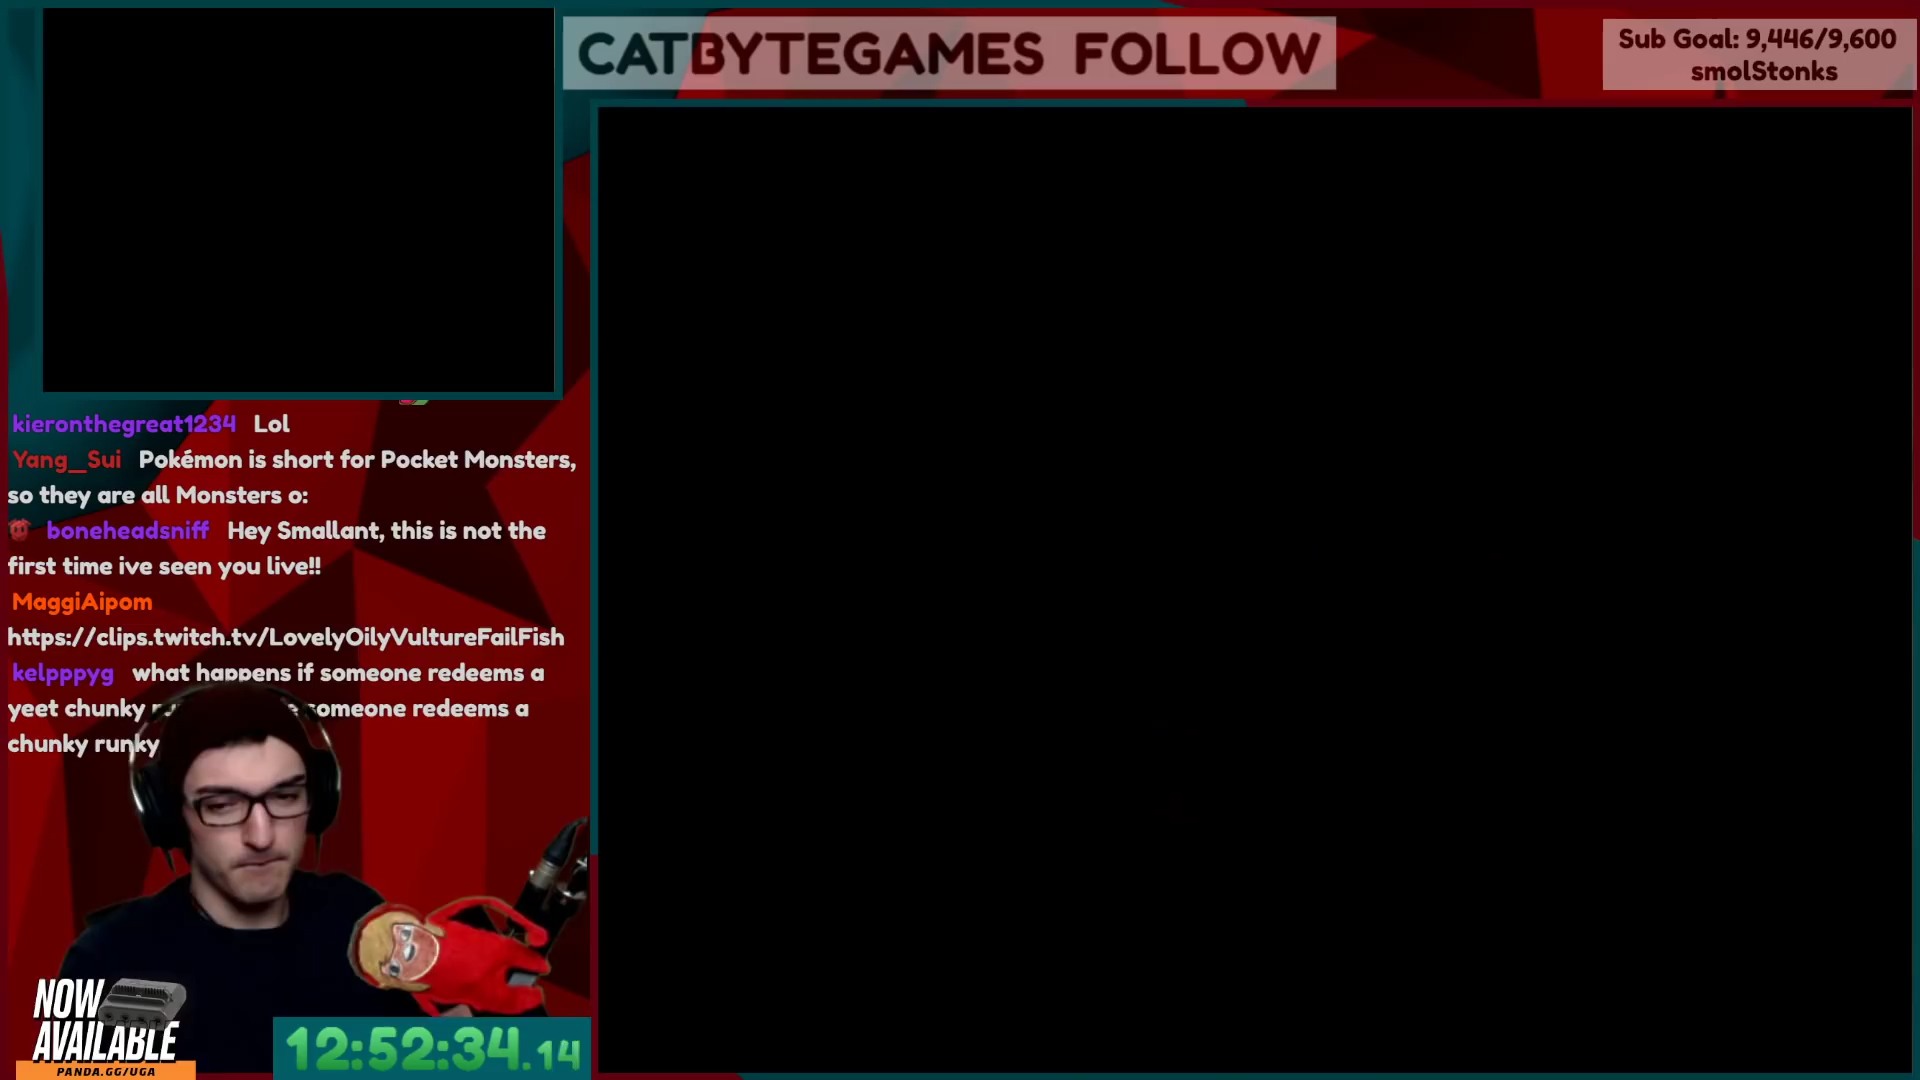 CATBYTEGAMES FOLLOW
Sub Goal: 9,446/9,600
smolStonks
kieronthegreat1234 Lol
Yang_Sui Pokémon is short for Pocket Monsters,
so they are all Monsters o:
boneheadsniff Hey Smallant, this is not the
first time ive seen you live!!
MaggiAipom
https://clips.twitch.tv/LovelyOilyVultureFailFish
kelpppyg what happens if someone redeems a
yeet chunky someone redeems a
chunky runky
NOW
AVAILABLE
PANDA.GG/UGA
12:52:34.14